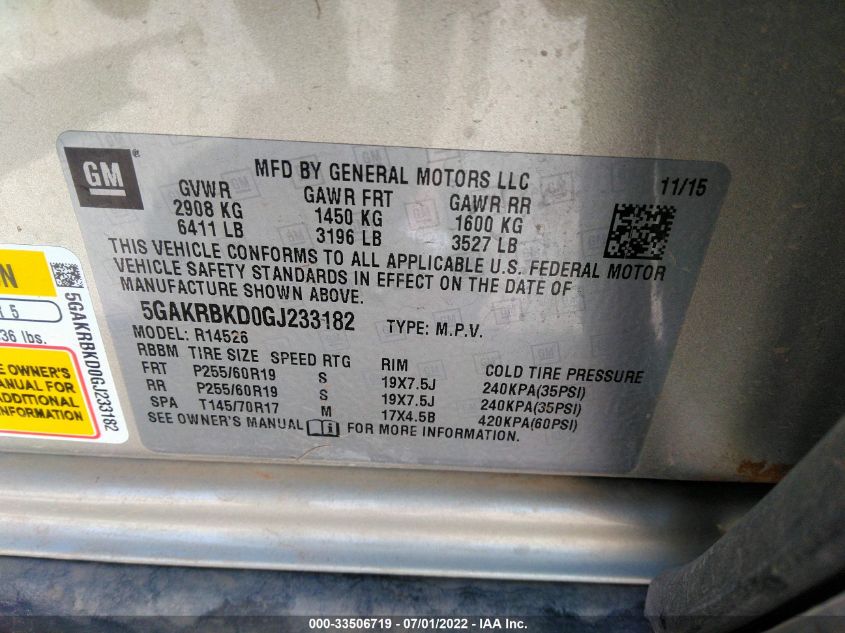 GM
®
MFD BY GENERAL MOTORS LLC 11/15
GVWR GAWR FRT GAWR RR
2908 KG 1450 KG 1600 KG
6411 LB 3196 LB 3527 LB
THIS VEHICLE CONFORMS TO ALL APPLICABLE U.S. FEDERAL MOTOR
VEHICLE SAFETY STANDARDS IN EFFECT ON THE DATE OF
MANUFACTURE SHOWN ABOVE.
5GAKRBKD0GJ233182 TYPE: M.P.V.
MODEL: R14526
RBBM TIRE SIZE SPEED RTG RIM COLD TIRE PRESSURE
FRT P255/60R19 S 19X7.5J 240KPA(35PSI)
RR P255/60R19 S 19X7.5J 240KPA(35PSI)
SPA T145/70R17 M 17X4.5B 420KPA(60PSI)
SEE OWNER'S MANUAL FOR MORE INFORMATION.
5
36 lbs.
OWNER'S
MANUAL FOR
ADDITIONAL
INFORMATION
5GAKRBKD0GJ233182
000-33506719 // 07/01/2022 - IAA Inc.